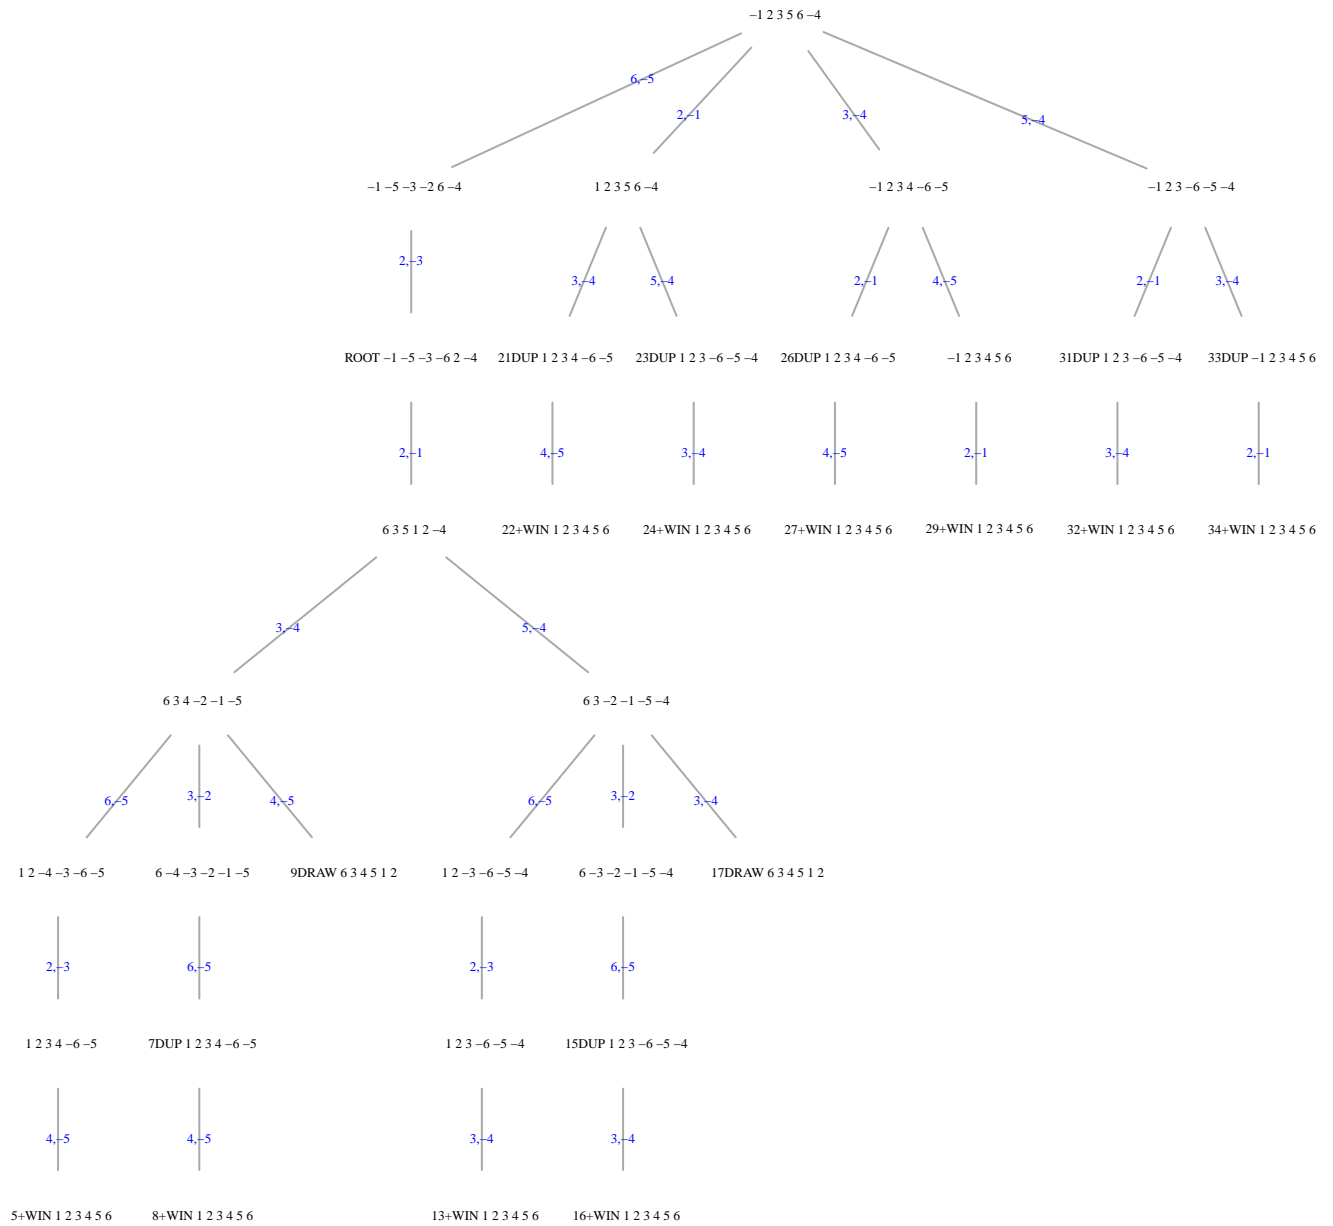 –1 2 3 5 6 –4
6,–5
2,–1
3,–4
5,–4
–1 –5 –3 –2 6 –4
1 2 3 5 6 –4
–1 2 3 4 –6 –5
–1 2 3 –6 –5 –4
2,–3
3,–4
5,–4
2,–1
4,–5
2,–1
3,–4
ROOT –1 –5 –3 –6 2 –4
21DUP 1 2 3 4 –6 –5
23DUP 1 2 3 –6 –5 –4
26DUP 1 2 3 4 –6 –5
–1 2 3 4 5 6
31DUP 1 2 3 –6 –5 –4
33DUP –1 2 3 4 5 6
2,–1
4,–5
3,–4
4,–5
2,–1
3,–4
2,–1
6 3 5 1 2 –4
22+WIN 1 2 3 4 5 6
24+WIN 1 2 3 4 5 6
27+WIN 1 2 3 4 5 6
29+WIN 1 2 3 4 5 6
32+WIN 1 2 3 4 5 6
34+WIN 1 2 3 4 5 6
3,–4
5,–4
6 3 4 –2 –1 –5
6 3 –2 –1 –5 –4
6,–5
3,–2
4,–5
6,–5
3,–2
3,–4
1 2 –4 –3 –6 –5
6 –4 –3 –2 –1 –5
9DRAW 6 3 4 5 1 2
1 2 –3 –6 –5 –4
6 –3 –2 –1 –5 –4
17DRAW 6 3 4 5 1 2
2,–3
6,–5
2,–3
6,–5
1 2 3 4 –6 –5
7DUP 1 2 3 4 –6 –5
1 2 3 –6 –5 –4
15DUP 1 2 3 –6 –5 –4
4,–5
4,–5
3,–4
3,–4
5+WIN 1 2 3 4 5 6
8+WIN 1 2 3 4 5 6
13+WIN 1 2 3 4 5 6
16+WIN 1 2 3 4 5 6